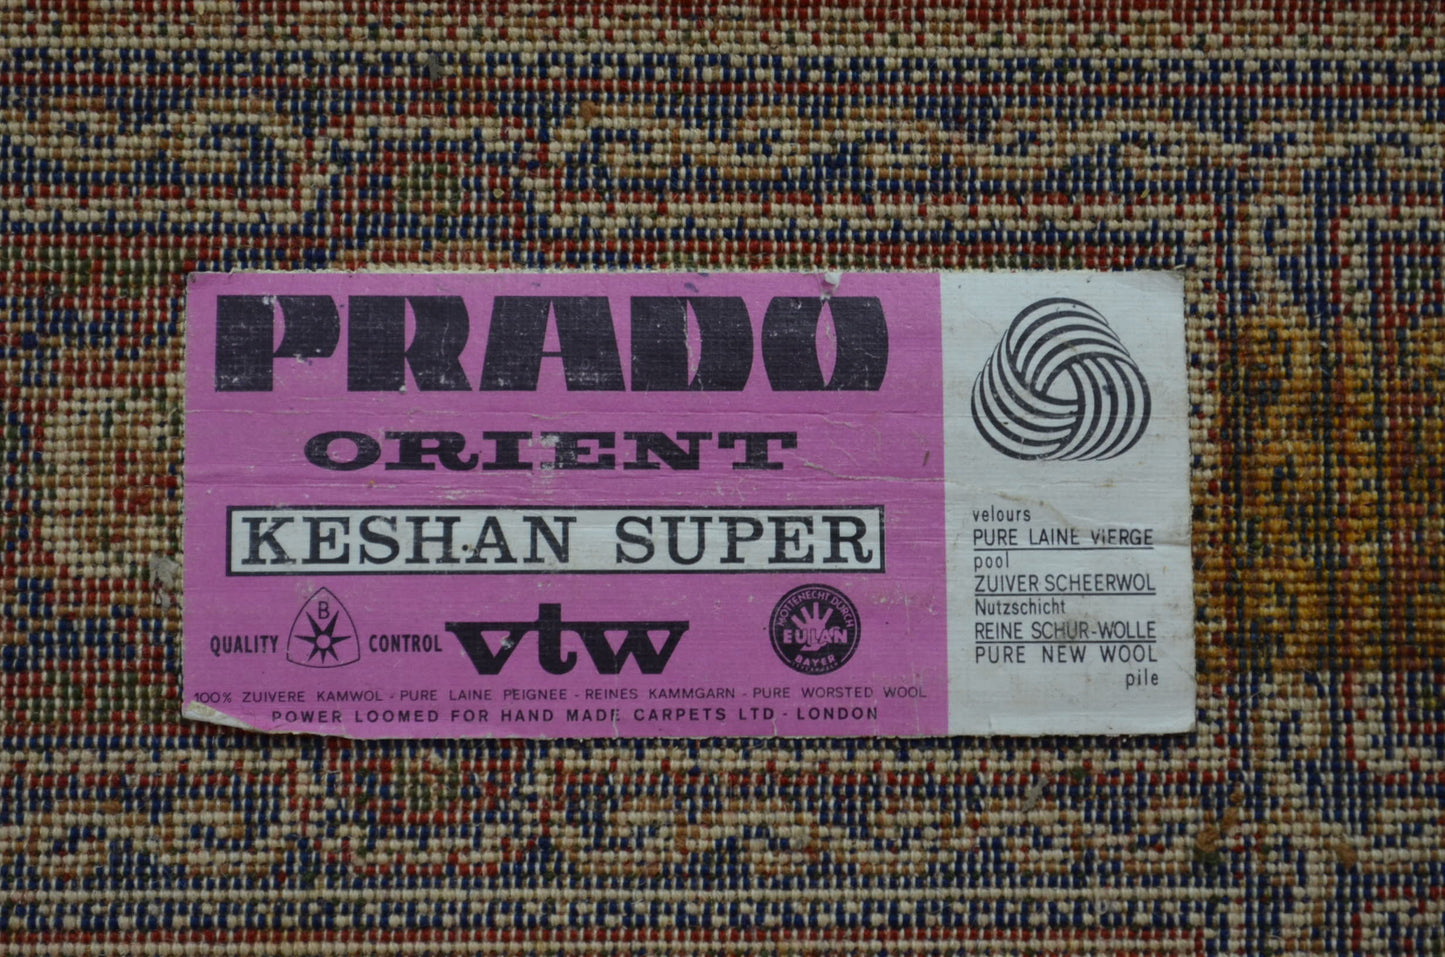 PRADO
ORIENT
KESHAN SUPER
QUALITY B CONTROL
vtw
MOTTENECHT DURCH
EULAN
BAYER
100% ZUIVERE KAMWOL - PURE LAINE PEIGNEE - REINES KAMMGARN - PURE WORSTED WOOL
POWER LOOMED FOR HAND MADE CARPETS LTD - LONDON
velours
PURE LAINE VIERGE
pool
ZUIVER SCHEERWOL
Nutzschicht
REINE SCHUR-WOLLE
PURE NEW WOOL
pile